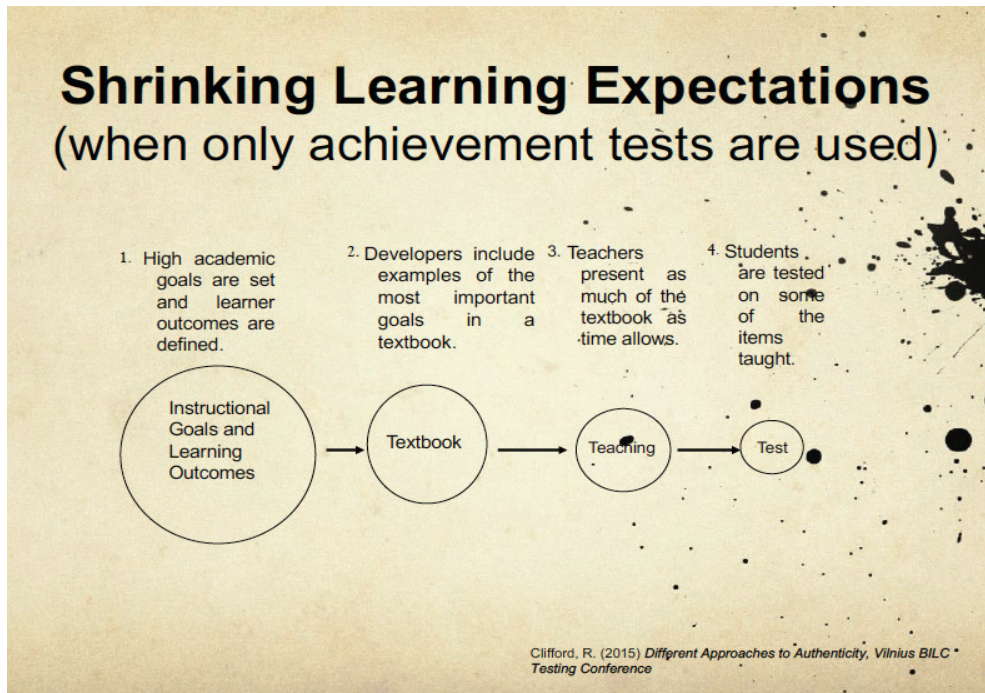 Shrinking Learning Expectations
(when only achievement tests are used)
1. High academic
goals are set
and learner
outcomes are
defined.
2. Developers include
examples of the
most important
goals in a
textbook.
3. Teachers
present as
much of the
textbook as
time allows.
4. Students
are tested
on some
of the
items
taught.
Instructional
Goals and
Learning
Outcomes
Textbook
Teaching
Test
Clifford, R. (2015) Different Approaches to Authenticity, Vilnius BILC
Testing Conference